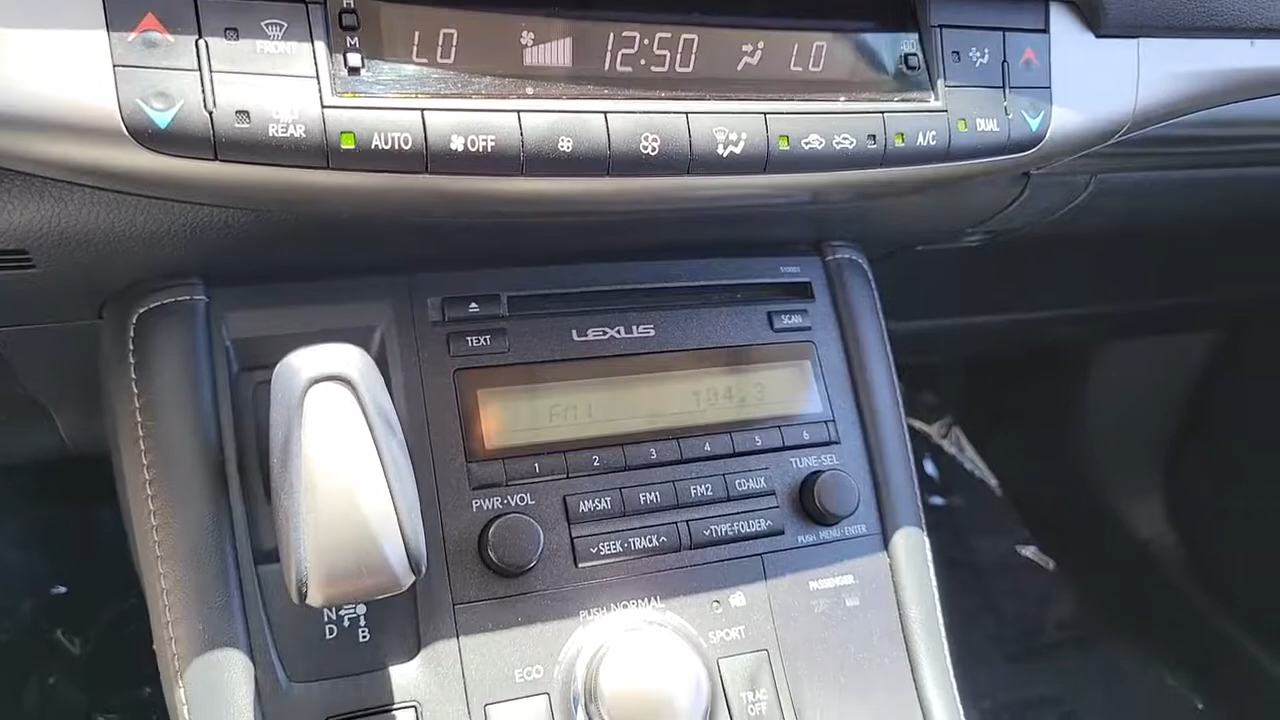 H
M
LO 12:50 LO
:00
FRONT
REAR
AUTO OFF A/C DUAL
510003
TEXT LEXUS SCAN
FM1 104.3
1 2 3 4 5 6
PWR·VOL AM·SAT FM1 FM2 CD·AUX TUNE·SEL
SEEK·TRACK TYPE·FOLDER
PUSH MENU·ENTER
N
D B
PUSH NORMAL
ECO SPORT
PASSENGER
TRAC
OFF